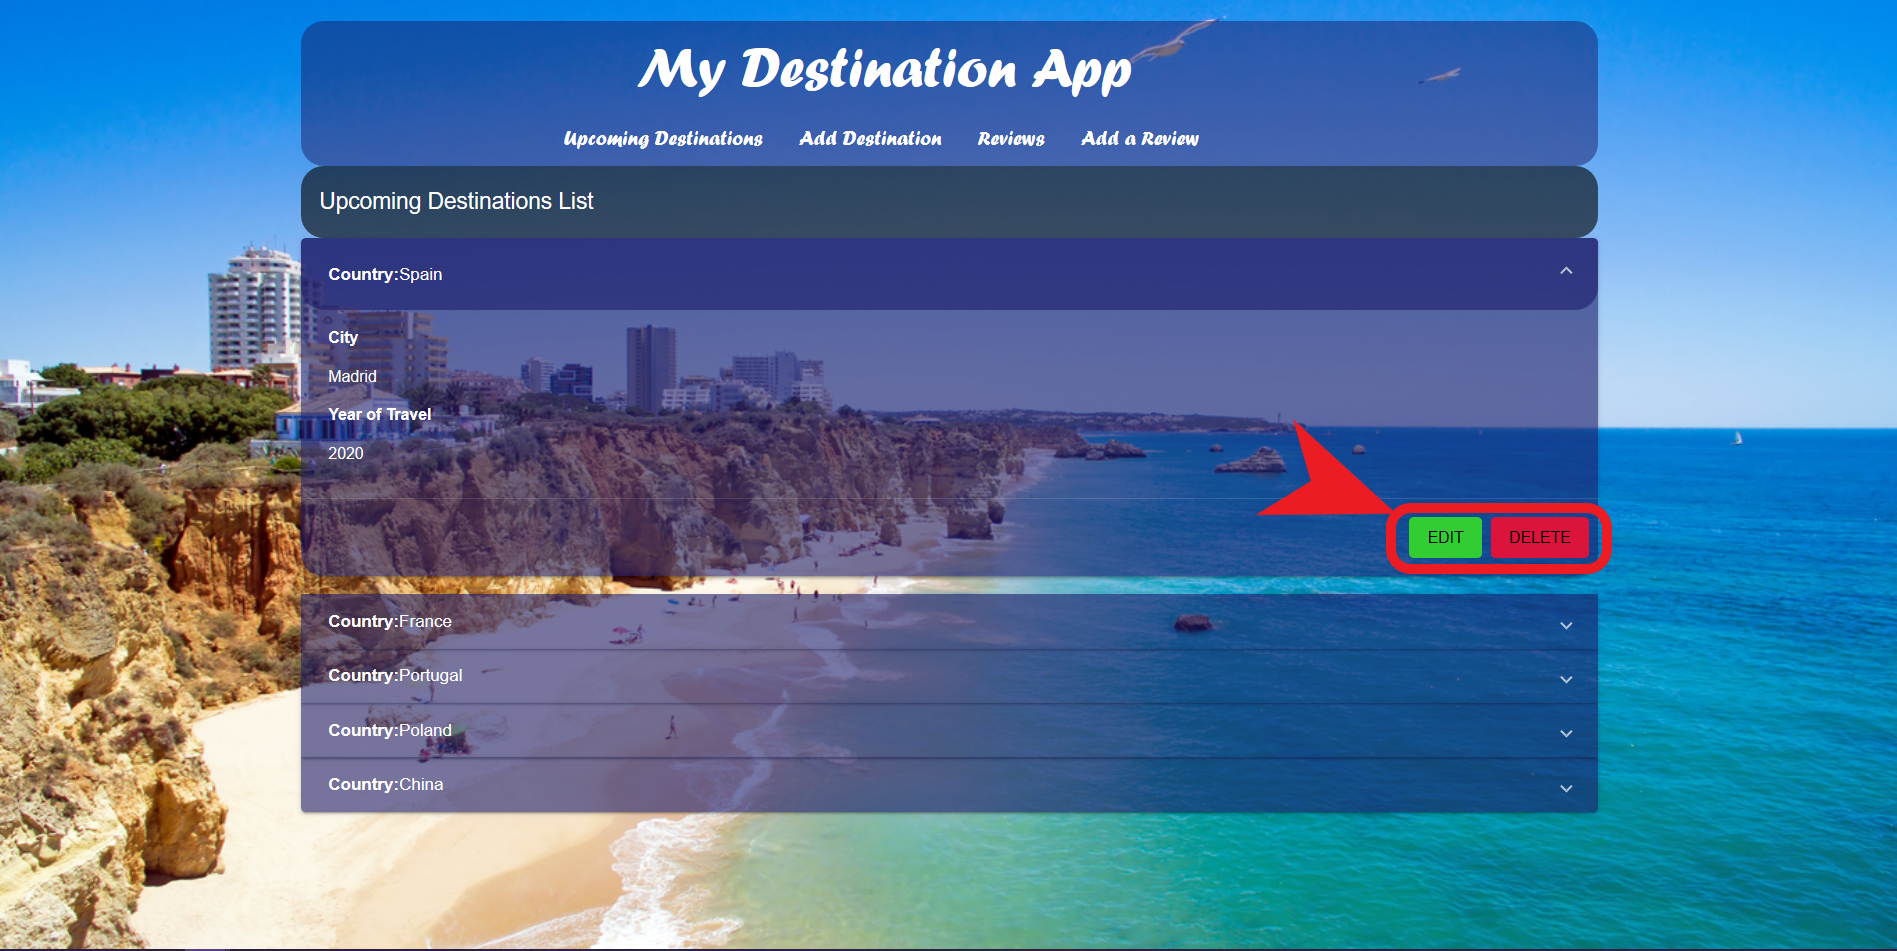 My Destination App
Upcoming Destinations Add Destination Reviews Add a Review
Upcoming Destinations List
Country:Spain
City
Madrid
Year of Travel
2020
EDIT DELETE
Country:France
Country:Portugal
Country:Poland
Country:China